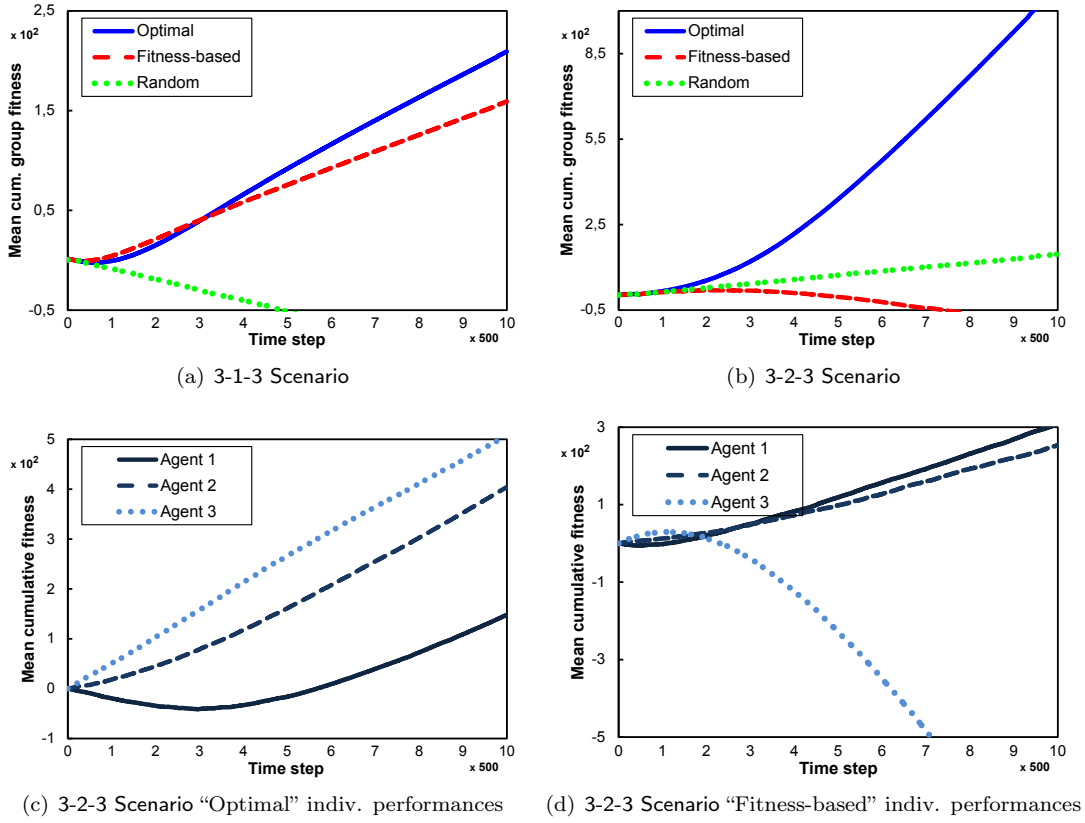 2,5
x 10²
Optimal
Fitness-based
Random
1,5
0,5
-0,5
Mean cum. group fitness
0 1 2 3 4 5 6 7 8 9 10
Time step
x 500
(a) 3-1-3 Scenario
x 10²
8,5
Optimal
Fitness-based
Random
5,5
2,5
-0,5
Mean cum. group fitness
0 1 2 3 4 5 6 7 8 9 10
Time step
x 500
(b) 3-2-3 Scenario
5
x 10²
Agent 1
Agent 2
Agent 3
4
3
2
1
0
-1
Mean cumulative fitness
0 1 2 3 4 5 6 7 8 9 10
Time step
x 500
(c) 3-2-3 Scenario “Optimal” indiv. performances
3
x 10²
Agent 1
Agent 2
Agent 3
1
-1
-3
-5
Mean cumulative fitness
0 1 2 3 4 5 6 7 8 9 10
Time step
x 500
(d) 3-2-3 Scenario “Fitness-based” indiv. performances